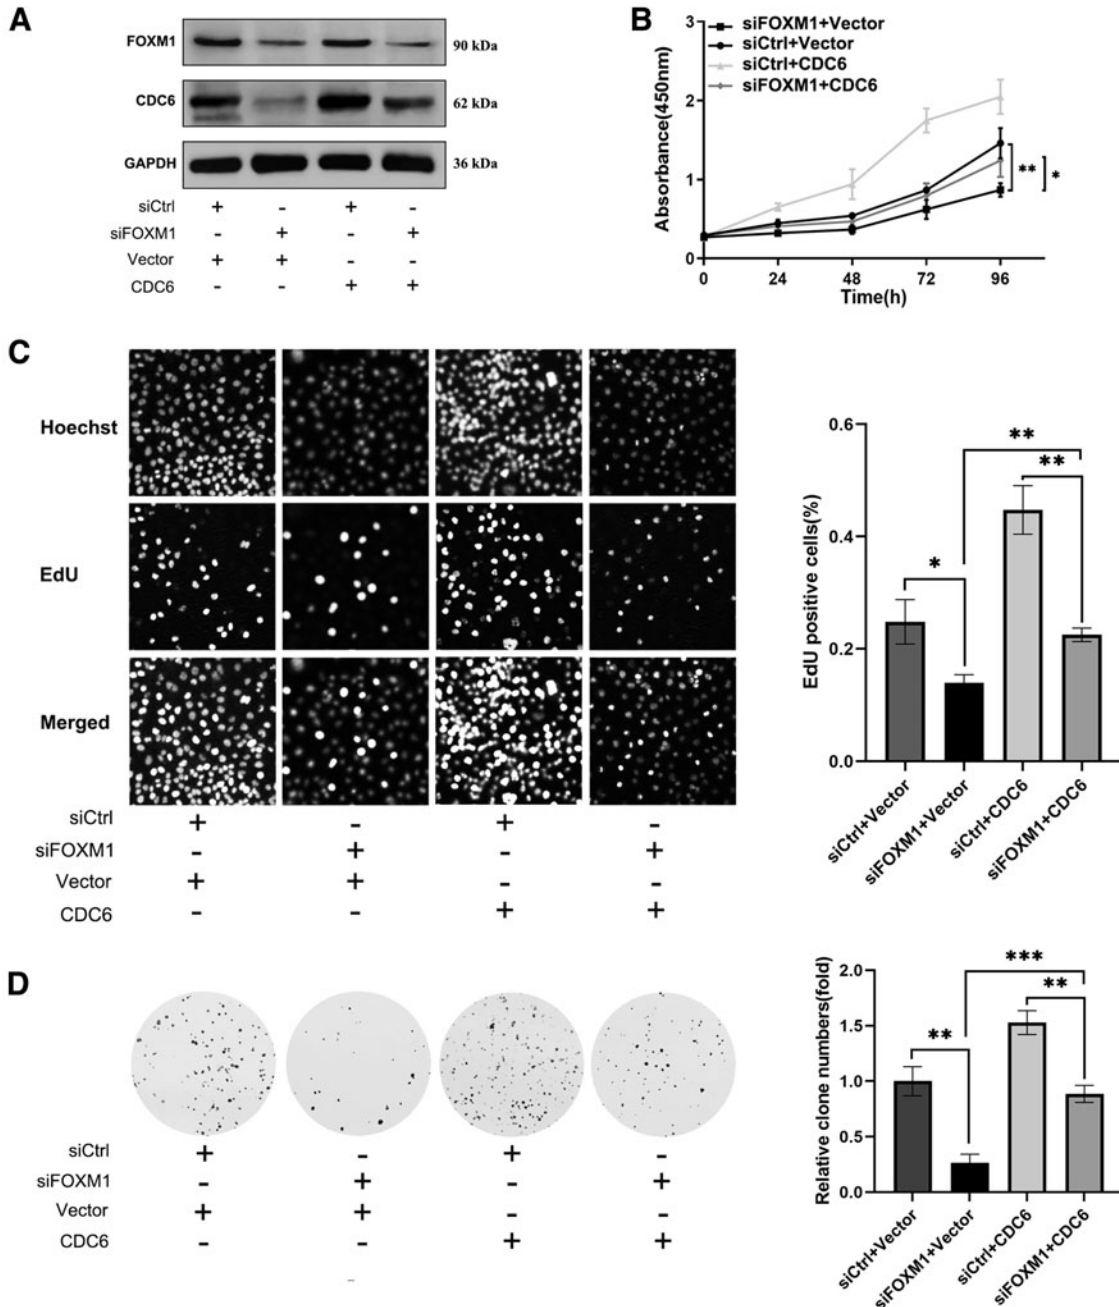 A
FOXM1 90 kDa
CDC6 62 kDa
GAPDH 36 kDa
siCtrl + - + -
siFOXM1 - + - +
Vector + + - -
CDC6 - - + +
B
siFOXM1+Vector
siCtrl+Vector
siCtrl+CDC6
siFOXM1+CDC6
Absorbance(450nm)
3
2
1
0
** *
0 24 48 72 96
Time(h)
C
Hoechst
EdU
Merged
siCtrl + - + -
siFOXM1 - + - +
Vector + + - -
CDC6 - - + +
EdU positive cells(%)
0.6
0.4
0.2
0.0
**
**
*
siCtrl+Vector
siFOXM1+Vector
siCtrl+CDC6
siFOXM1+CDC6
D
siCtrl + - + -
siFOXM1 - + - +
Vector + + - -
CDC6 - - + +
Relative clone numbers(fold)
2.0
1.5
1.0
0.5
0.0
***
**
**
siCtrl+Vector
siFOXM1+Vector
siCtrl+CDC6
siFOXM1+CDC6